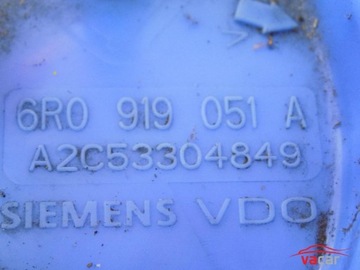 6R0 919 051 A
A2C53304849
SIEMENS VDO
vacar